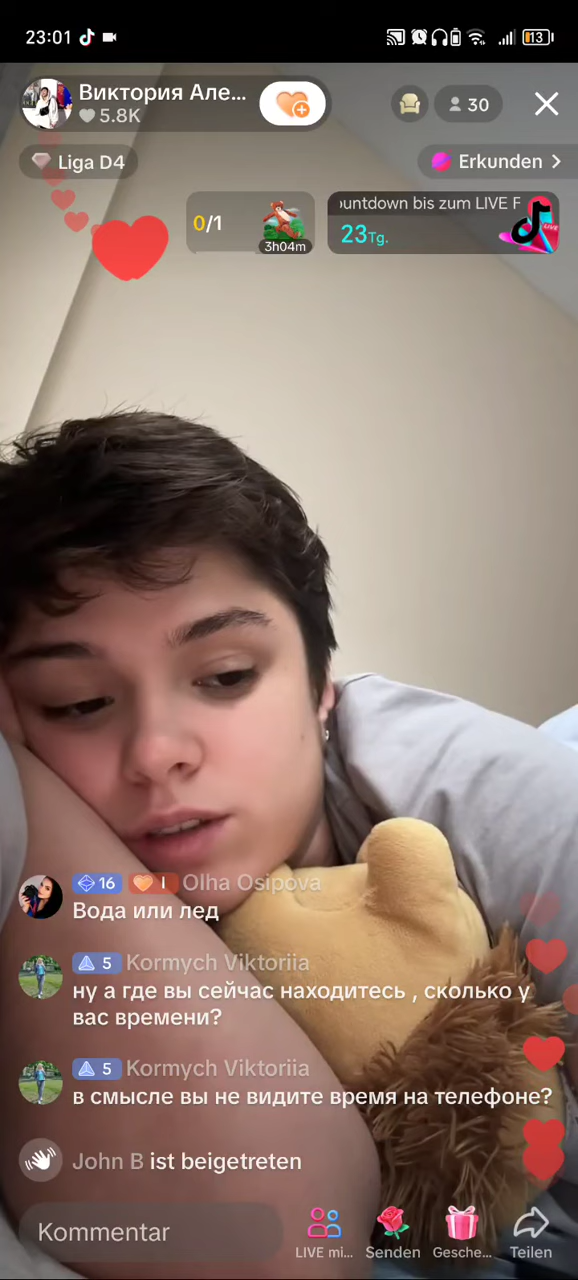 23:01
13
Виктория Але...
5.8K
30
Liga D4
Erkunden
0/1
3h04m
ountdown bis zum LIVE F
23Tg.
LIVE
16
I
Olha Osipova
Вода или лед
5
Kormych Viktoriia
ну а где вы сейчас находитесь , сколько у
вас времени?
5
Kormych Viktoriia
в смысле вы не видите время на телефоне?
John B ist beigetreten
Kommentar
LIVE mi...
Senden
Gesche...
Teilen